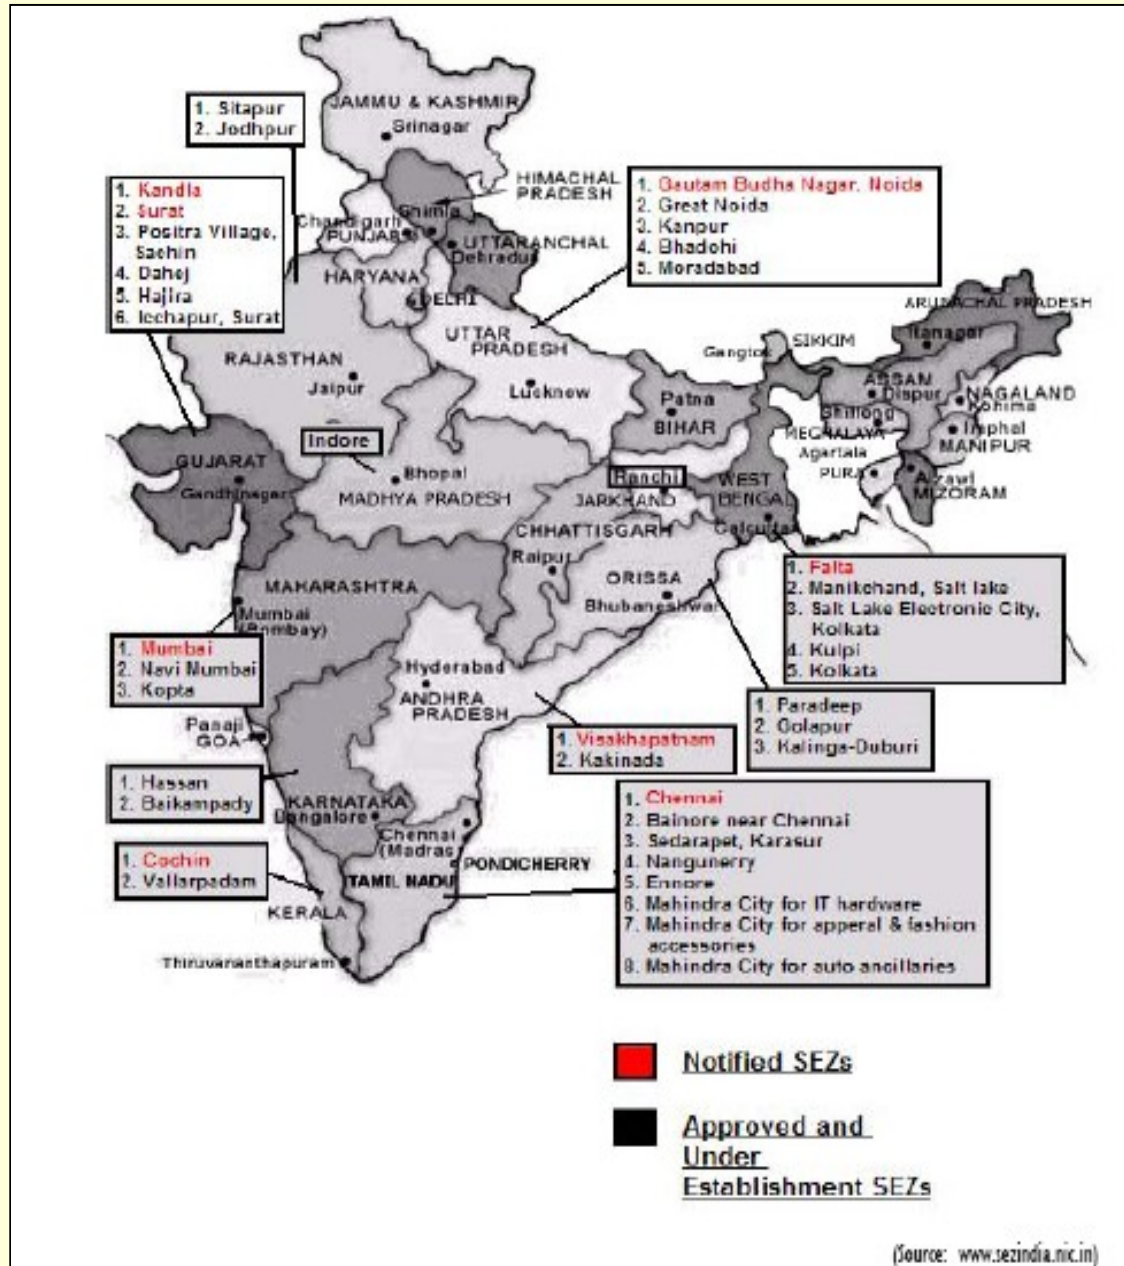 JAMMU & KASHMIR
Srinagar
1. Sitapur
2. Jodhpur
HIMACHAL
PRADESH
1. Kandla
2. Surat
3. Positra Village,
Sachin
4. Dahej
5. Hajira
6. Icchapur, Surat
1. Gautam Budha Nagar, Noida
2. Great Noida
3. Kanpur
4. Bhadohi
5. Moradabad
Shimla
Chandigarh
PUNJAB
UTTARANCHAL
Dehradun
HARYANA
DELHI
UTTAR
PRADESH
Lucknow
RAJASTHAN
Jaipur
ARUNACHAL PRADESH
Itanagar
SIKKIM
Gangtok
ASSAM
Dispur
NAGALAND
Kohima
Shillong
MEGHALAYA
Imphal
MANIPUR
Agartala
PURA
Aizawl
MIZORAM
Patna
BIHAR
Indore
GUJARAT
Gandhinagar
Bhopal
MADHYA PRADESH
Ranchi
JARKHAND
WEST
BENGAL
Calcutta
CHHATTISGARH
Raipur
ORISSA
Bhubaneshwar
MAHARASHTRA
Mumbai
(Bombay)
1. Falta
2. Manikchand, Salt lake
3. Salt Lake Electronic City,
Kolkata
4. Kulpi
5. Kolkata
1. Mumbai
2. Navi Mumbai
3. Kopta
Hyderabad
ANDHRA
PRADESH
1. Paradeep
2. Golapur
3. Kalinga-Duburi
Panaji
GOA
1. Visakhapatnam
2. Kakinada
1. Hassan
2. Baikampady
KARNATAKA
Bangalore
Chennai
(Madras)
PONDICHERRY
TAMIL NADU
1. Chennai
2. Bainore near Chennai
3. Sedarapet, Karasur
4. Nangunerry
5. Ennore
6. Mahindra City for IT hardware
7. Mahindra City for apperal & fashion
accessories
8. Mahindra City for auto ancillaries
1. Cochin
2. Vallarpadam
KERALA
Thiruvananthapuram
Notified SEZs
Approved and
Under
Establishment SEZs
(Source: www.sezindia.nic.in)